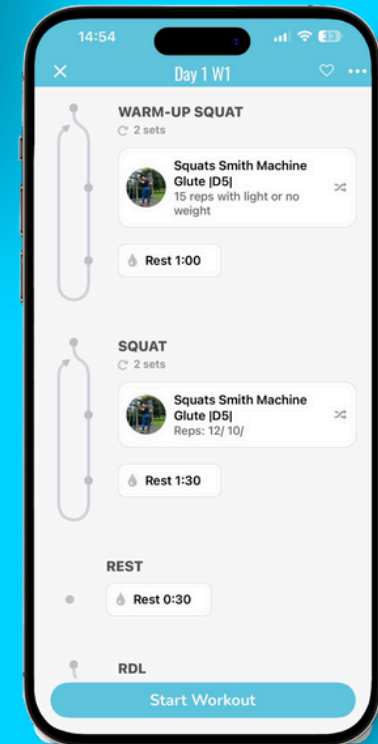 14:54
33
Day 1 W1
WARM-UP SQUAT
2 sets
Squats Smith Machine
Glute |D5|
15 reps with light or no
weight
Rest 1:00
SQUAT
2 sets
Squats Smith Machine
Glute |D5|
Reps: 12/ 10/
Rest 1:30
REST
Rest 0:30
RDL
Start Workout